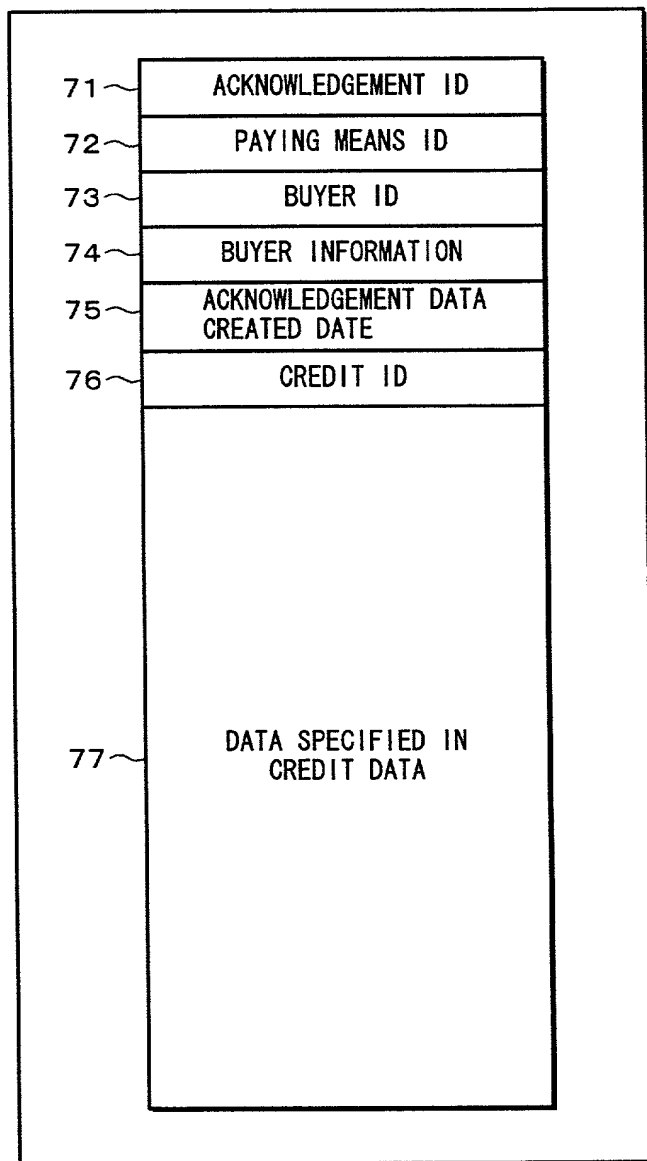 71 ACKNOWLEDGEMENT ID
72 PAYING MEANS ID
73 BUYER ID
74 BUYER INFORMATION
75 ACKNOWLEDGEMENT DATA
CREATED DATE
76 CREDIT ID
77 DATA SPECIFIED IN
CREDIT DATA